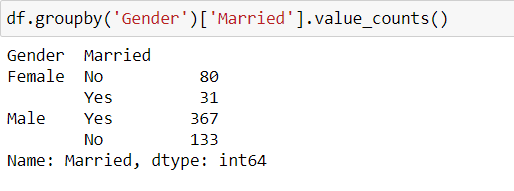 df.groupby('Gender')['Married'].value_counts()
Gender  Married
Female  No          80
        Yes         31
Male    Yes        367
        No         133
Name: Married, dtype: int64